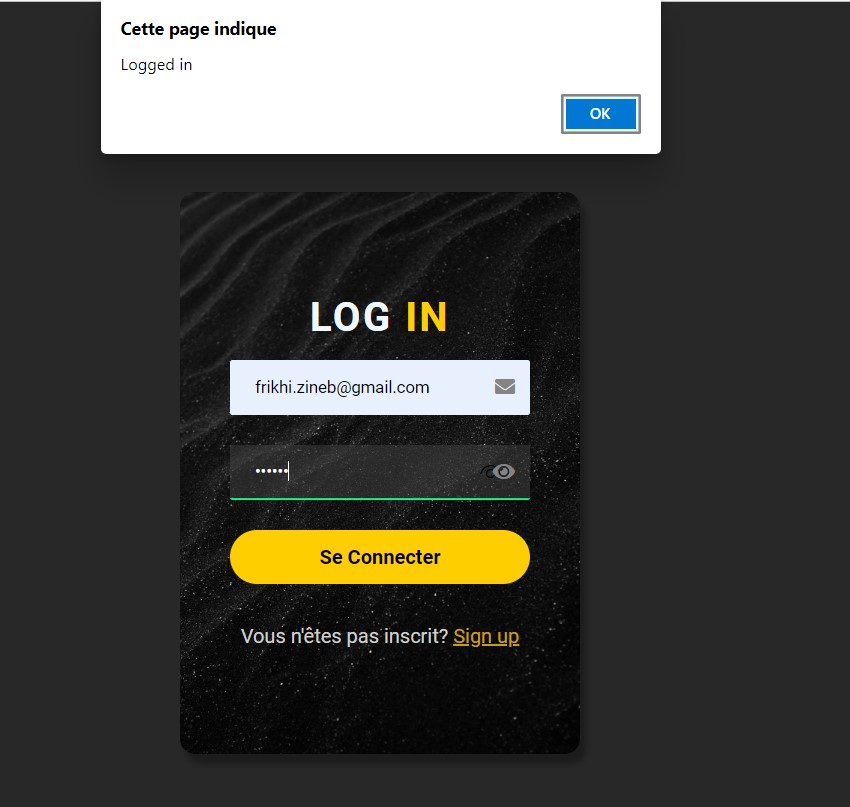 Cette page indique
Logged in
OK
LOG IN
frikhi.zineb@gmail.com
••••••
Se Connecter
Vous n'êtes pas inscrit? Sign up